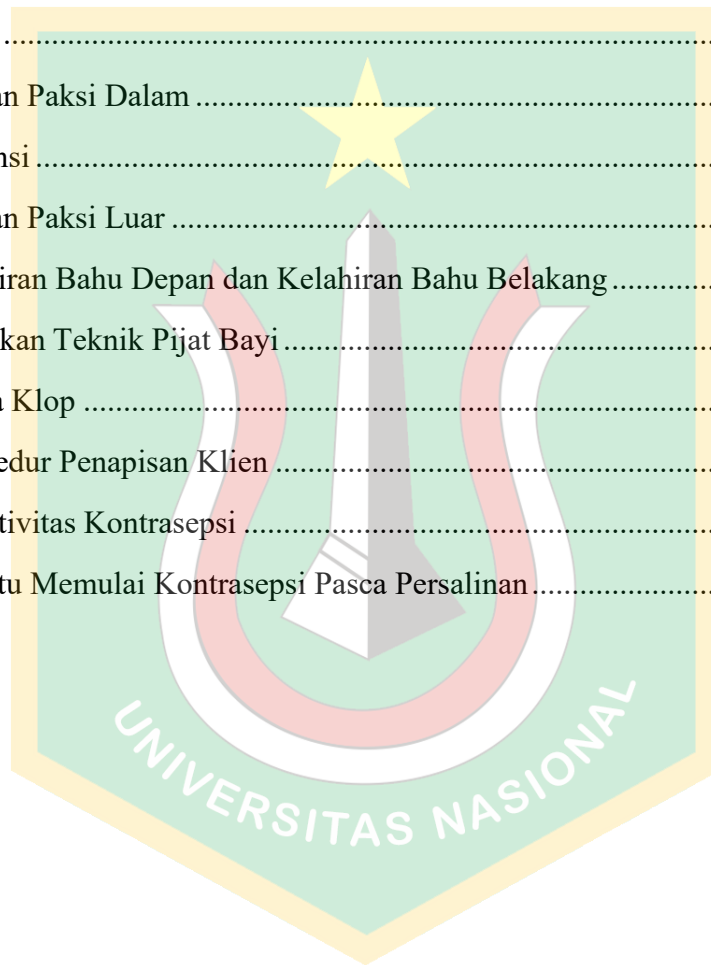 ................................................................
an Paksi Dalam ................................................................
nsi ................................................................
an Paksi Luar ................................................................
iran Bahu Depan dan Kelahiran Bahu Belakang .............
kan Teknik Pijat Bayi ................................................................
a Klop ................................................................
edur Penapisan Klien ................................................................
tivitas Kontrasepsi ................................................................
tu Memulai Kontrasepsi Pasca Persalinan .......................
UNIVERSITAS NASIONAL